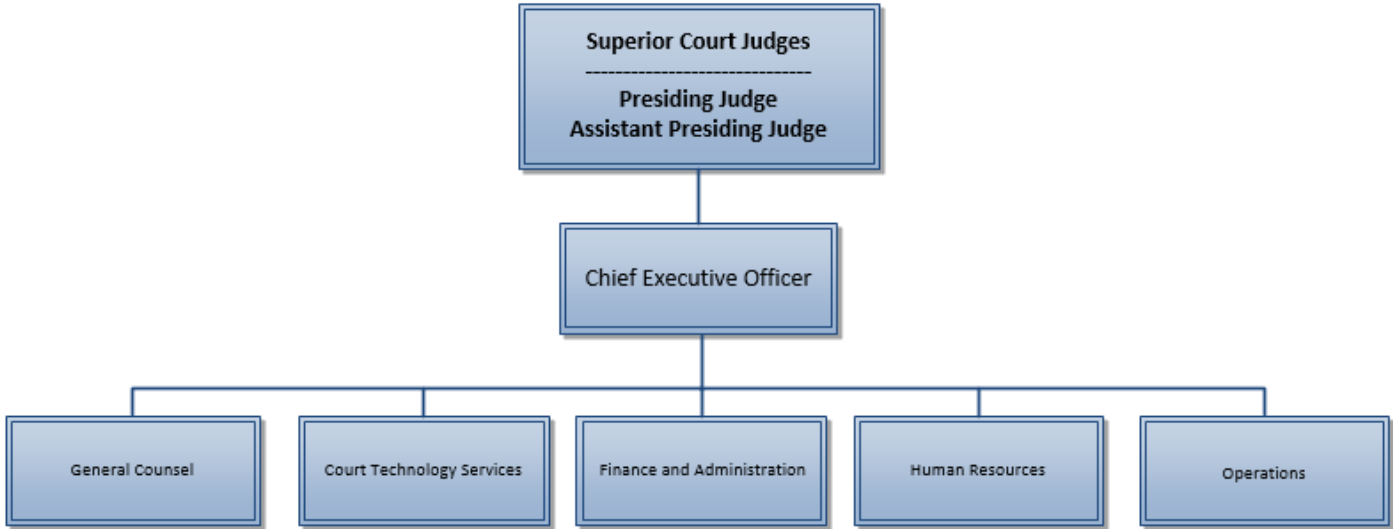 Superior Court Judges
------------------------------
Presiding Judge
Assistant Presiding Judge
Chief Executive Officer
General Counsel
Court Technology Services
Finance and Administration
Human Resources
Operations